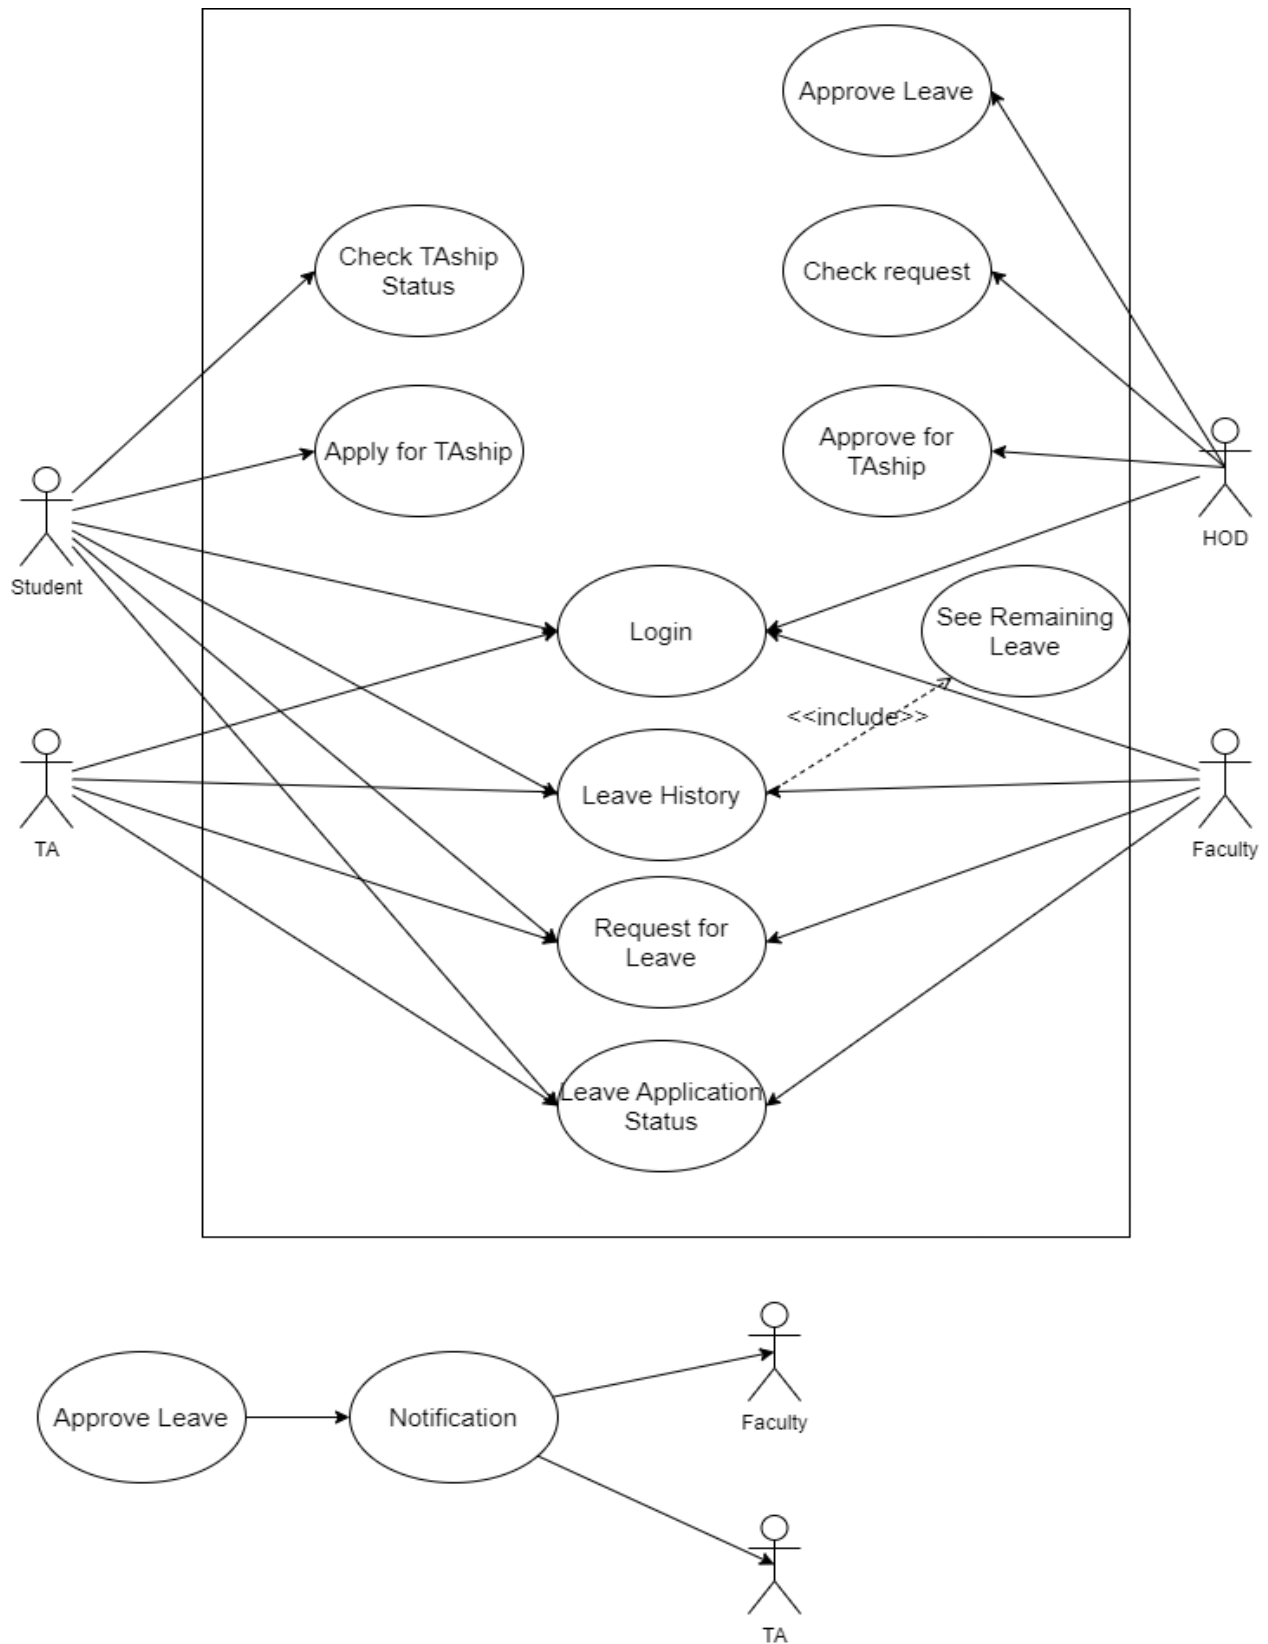 Approve Leave
Check TAship
Status
Check request
Apply for TAship
Approve for
TAship
Student
HOD
Login
See Remaining
Leave
<<include>>
TA
Leave History
Faculty
Request for
Leave
Leave Application
Status
Approve Leave
Notification
Faculty
TA